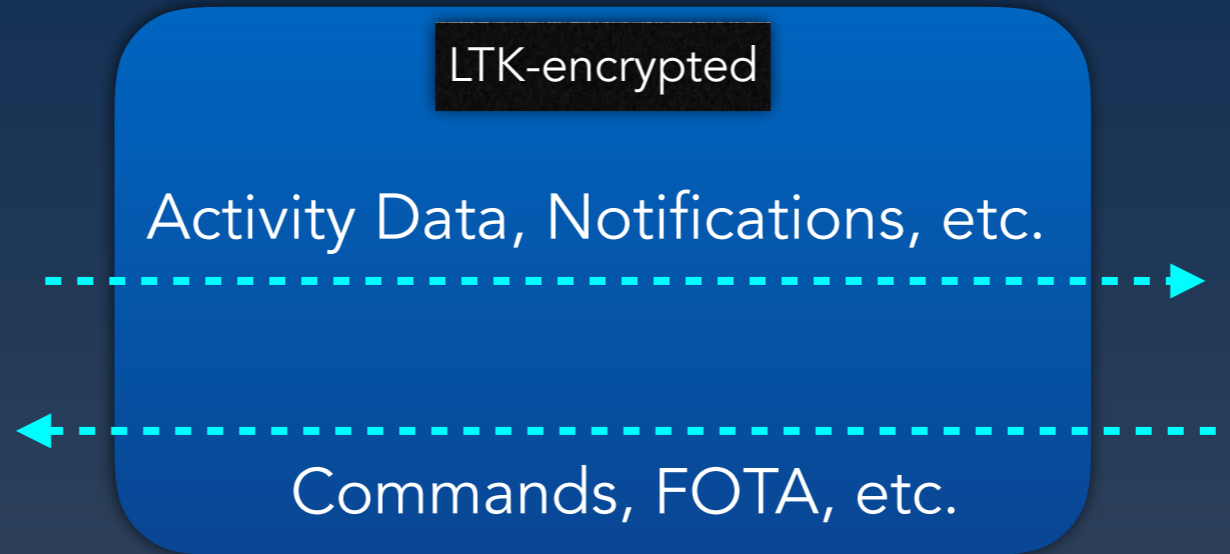 LTK-encrypted
Activity Data, Notifications, etc.
Commands, FOTA, etc.